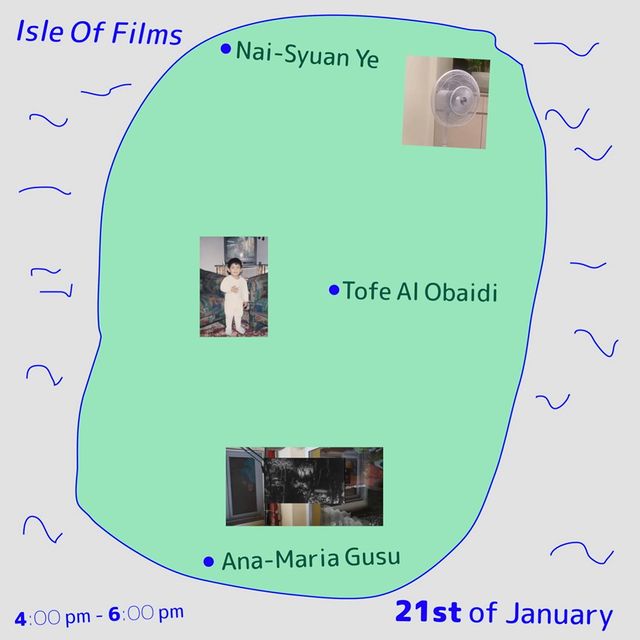 Isle Of Films
Nai-Syuan Ye
Tofe Al Obaidi
Ana-Maria Gusu
4:00 pm - 6:00 pm
21st of January